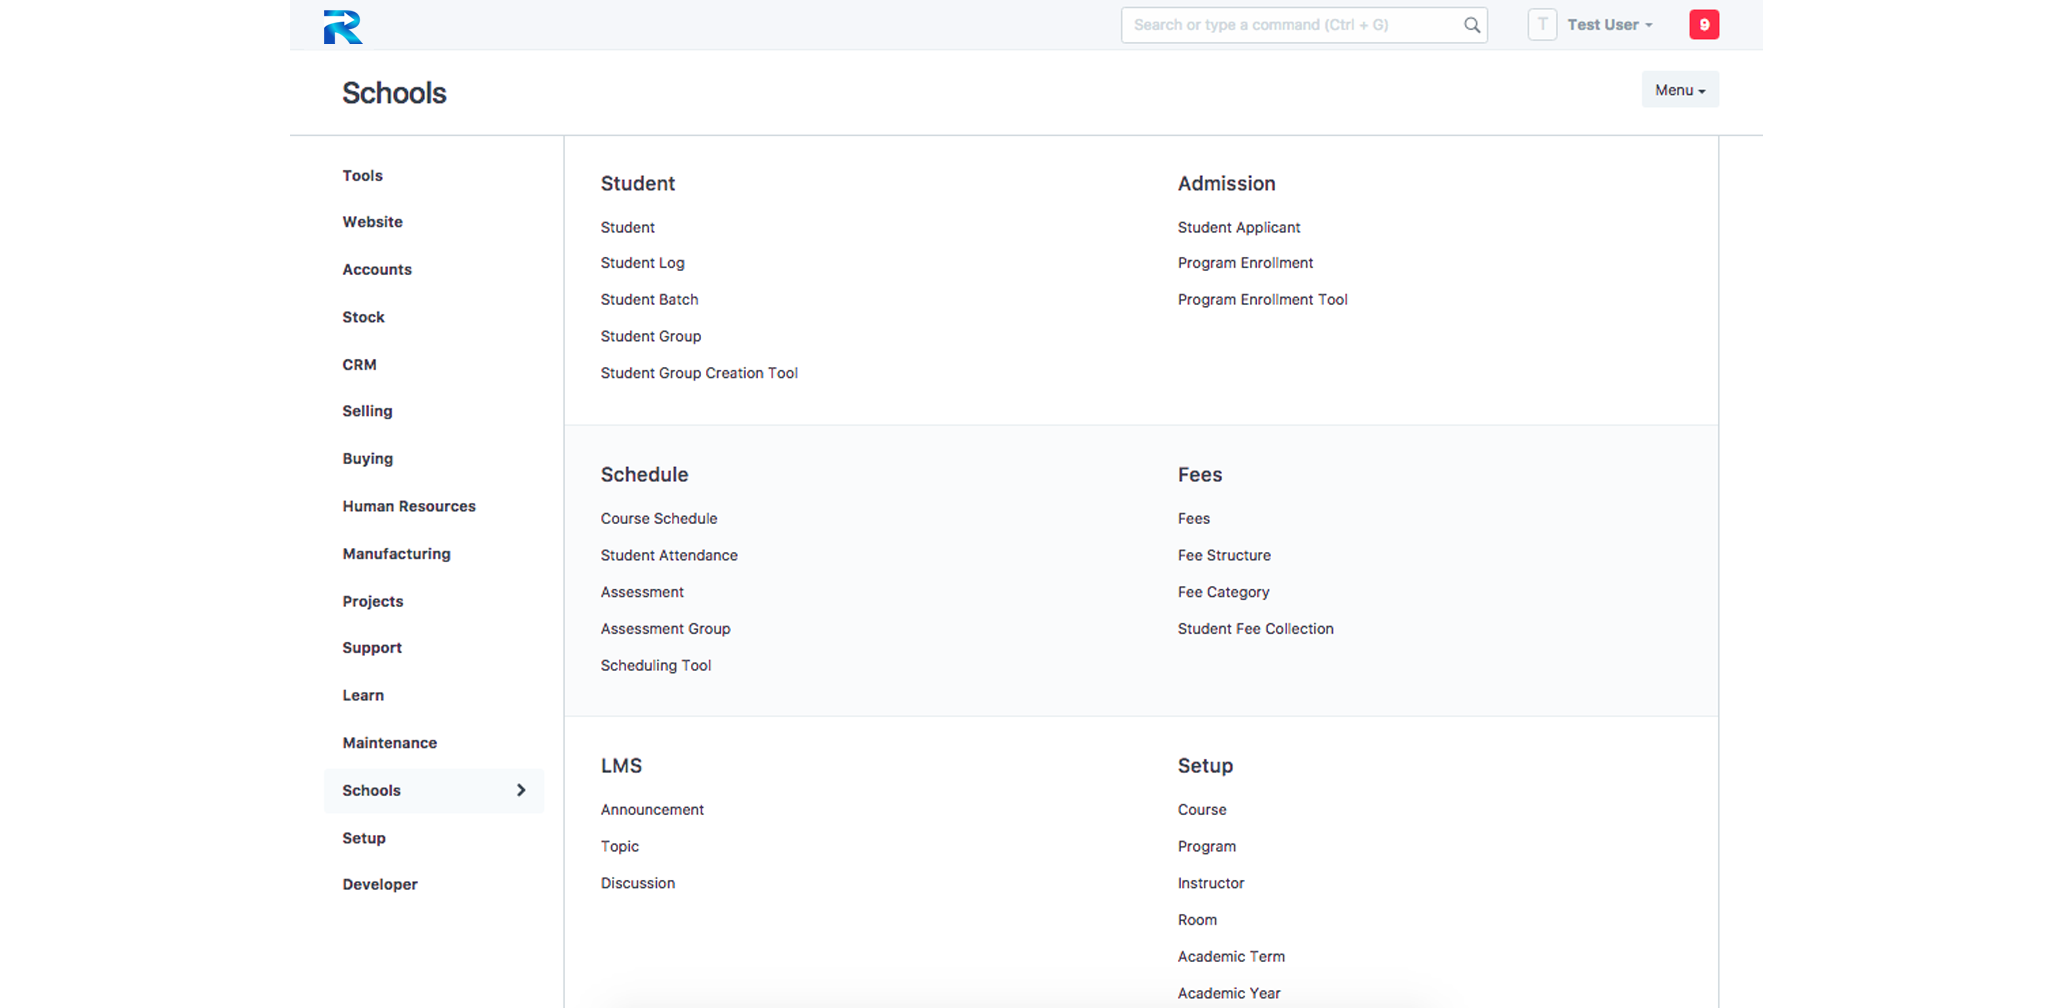 Search or type a command (Ctrl + G)
T Test User
9
Schools
Menu
Tools
Website
Accounts
Stock
CRM
Selling
Buying
Human Resources
Manufacturing
Projects
Support
Learn
Maintenance
Schools
Setup
Developer
Student
Student
Student Log
Student Batch
Student Group
Student Group Creation Tool
Admission
Student Applicant
Program Enrollment
Program Enrollment Tool
Schedule
Course Schedule
Student Attendance
Assessment
Assessment Group
Scheduling Tool
Fees
Fees
Fee Structure
Fee Category
Student Fee Collection
LMS
Announcement
Topic
Discussion
Setup
Course
Program
Instructor
Room
Academic Term
Academic Year